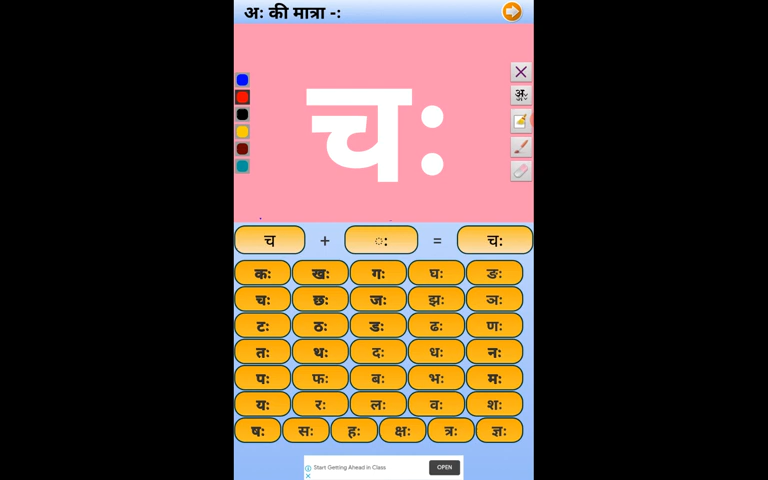 अः की मात्रा -:
चः
अः
च + ः = चः
कः खः गः घः ङः
चः छः जः झः ञः
टः ठः डः ढः णः
तः थः दः धः नः
पः फः बः भः मः
यः रः लः वः शः
षः सः हः क्षः त्रः ज्ञः
Start Getting Ahead in Class OPEN